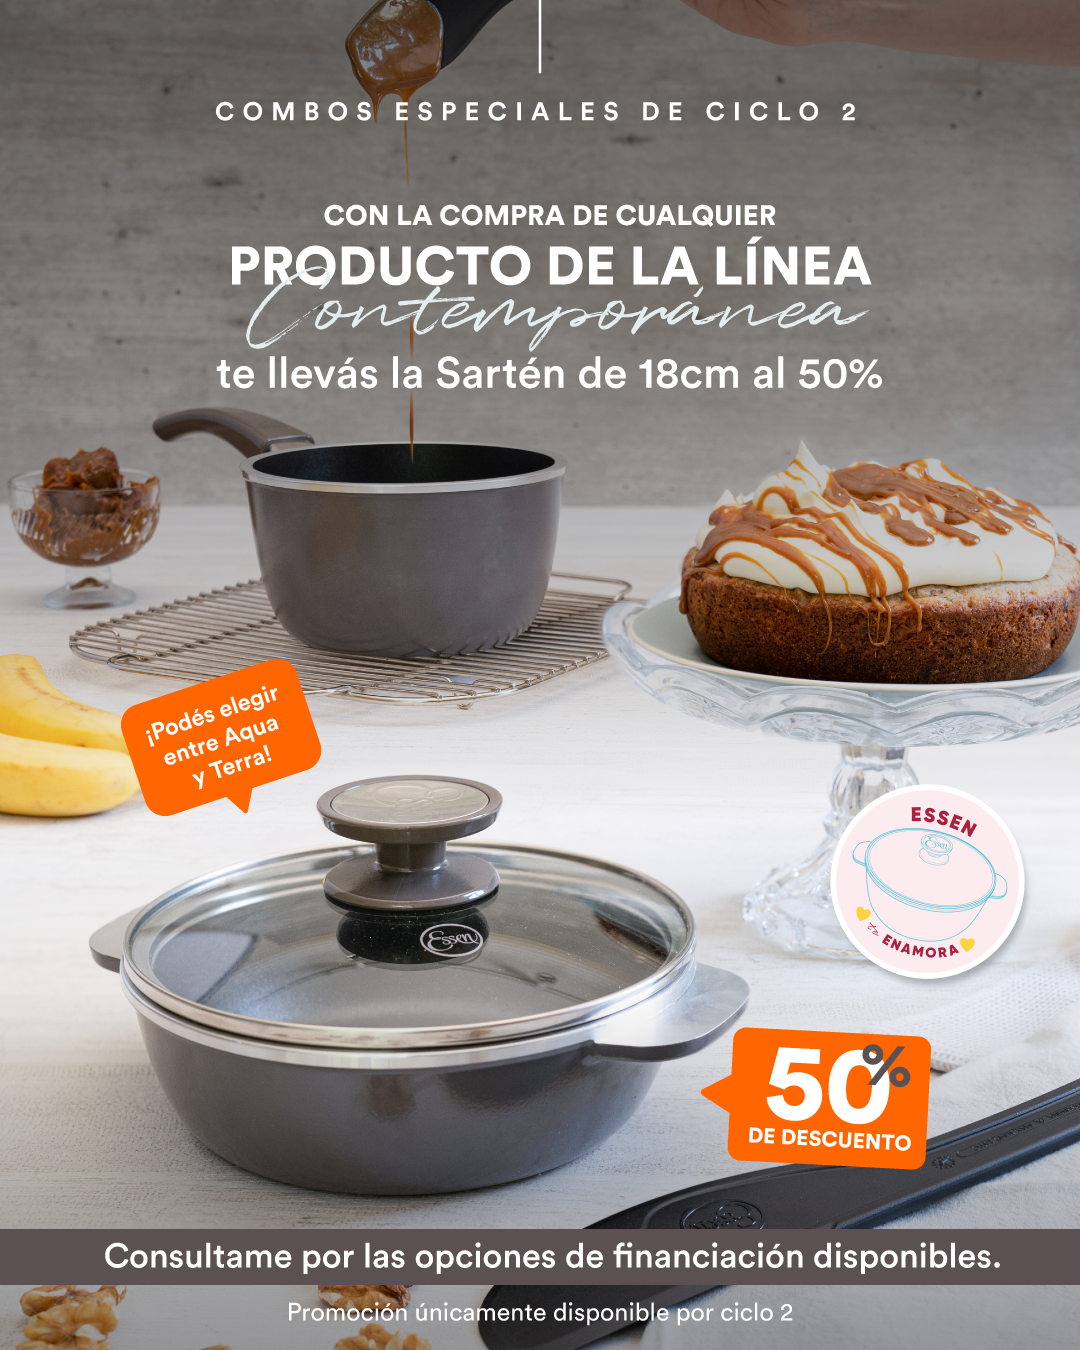 COMBOS ESPECIALES DE CICLO 2
CON LA COMPRA DE CUALQUIER
PRODUCTO DE LA LÍNEA
Contemporánea
te llevás la Sartén de 18cm al 50%
¡Podés elegir
entre Aqua
y Terra!
Essen
ESSEN
Essen
te ENAMORA
50%
DE DESCUENTO
Essen
Consultame por las opciones de financiación disponibles.
Promoción únicamente disponible por ciclo 2